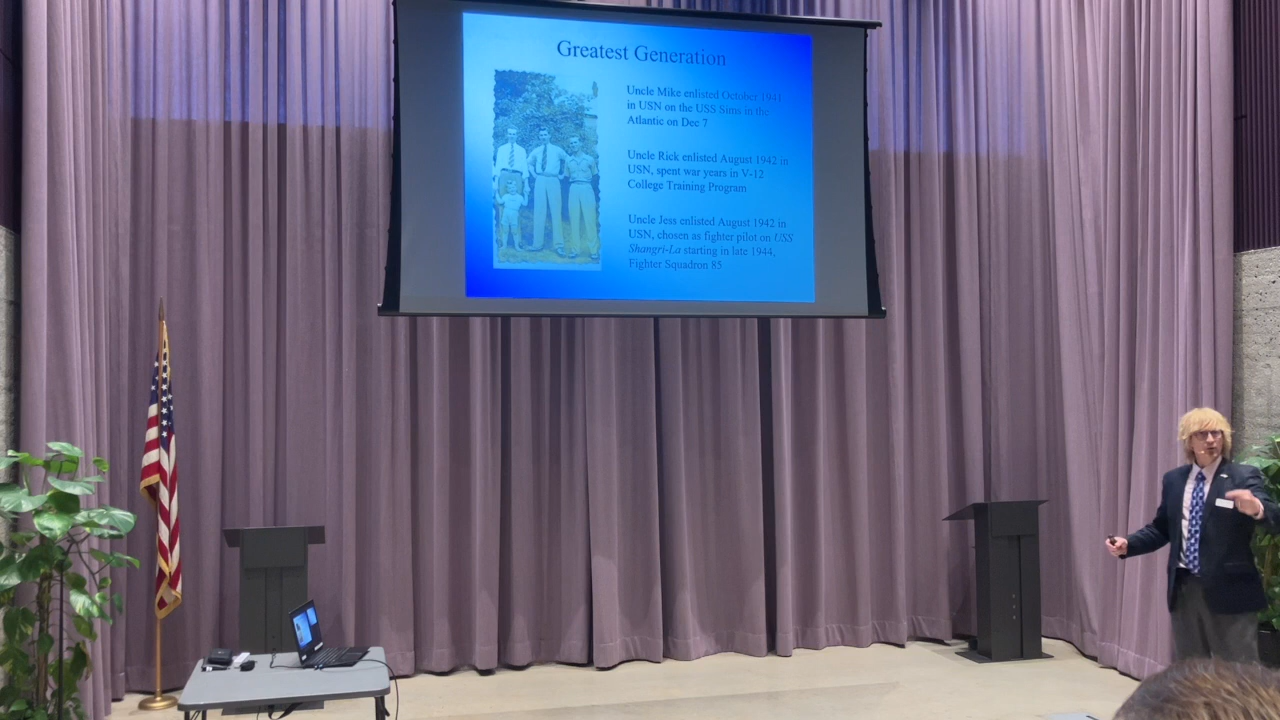 Greatest Generation
Uncle Mike enlisted October 1941
in USN on the USS Sims in the
Atlantic on Dec 7
Uncle Rick enlisted August 1942 in
USN, spent war years in V-12
College Training Program
Uncle Jess enlisted August 1942 in
USN, chosen as fighter pilot on USS
Shangri-La starting in late 1944,
Fighter Squadron 85